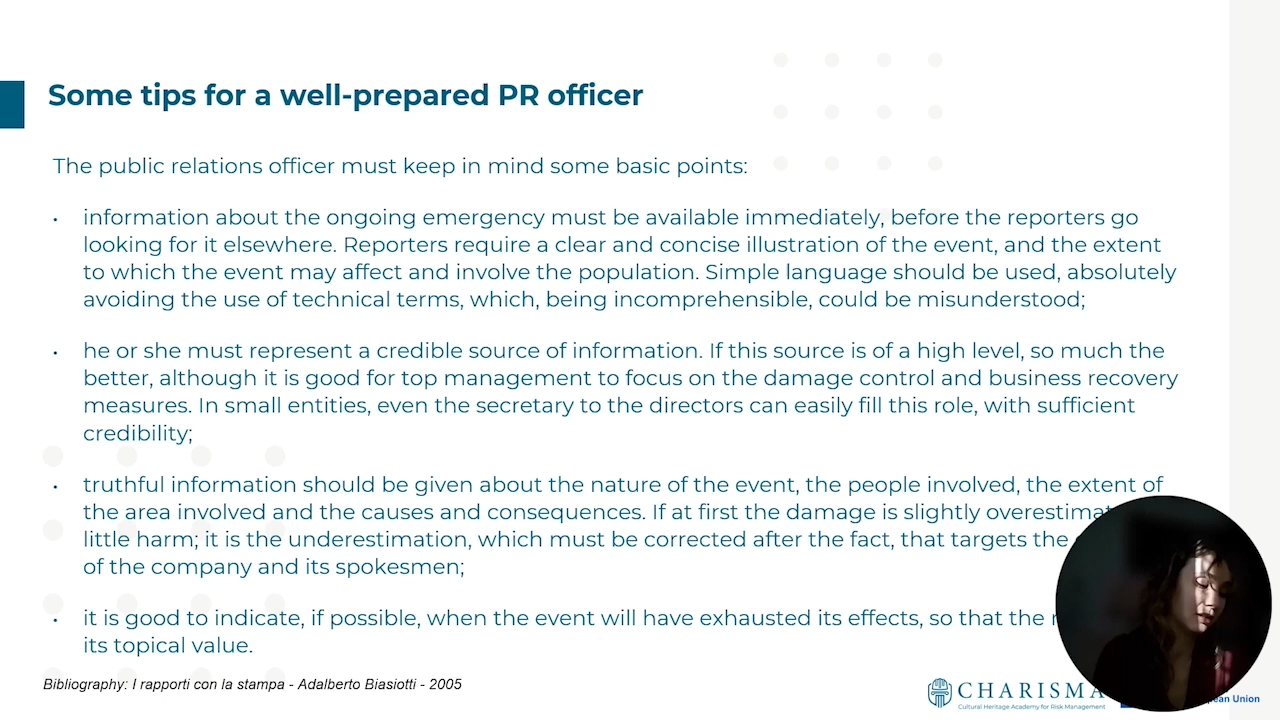 Some tips for a well-prepared PR officer
The public relations officer must keep in mind some basic points:
• information about the ongoing emergency must be available immediately, before the reporters go
looking for it elsewhere. Reporters require a clear and concise illustration of the event, and the extent
to which the event may affect and involve the population. Simple language should be used, absolutely
avoiding the use of technical terms, which, being incomprehensible, could be misunderstood;
• he or she must represent a credible source of information. If this source is of a high level, so much the
better, although it is good for top management to focus on the damage control and business recovery
measures. In small entities, even the secretary to the directors can easily fill this role, with sufficient
credibility;
• truthful information should be given about the nature of the event, the people involved, the extent of
the area involved and the causes and consequences. If at first the damage is slightly
little harm; it is the underestimation, which must be corrected after the fact, that targets the
of the company and its spokesmen;
• it is good to indicate, if possible, when the event will have exhausted its effects, so that the
its topical value.
Bibliography: I rapporti con la stampa - Adalberto Biasiotti - 2005
CHARISMA
Cultural Heritage Academy for Risk Management
Union